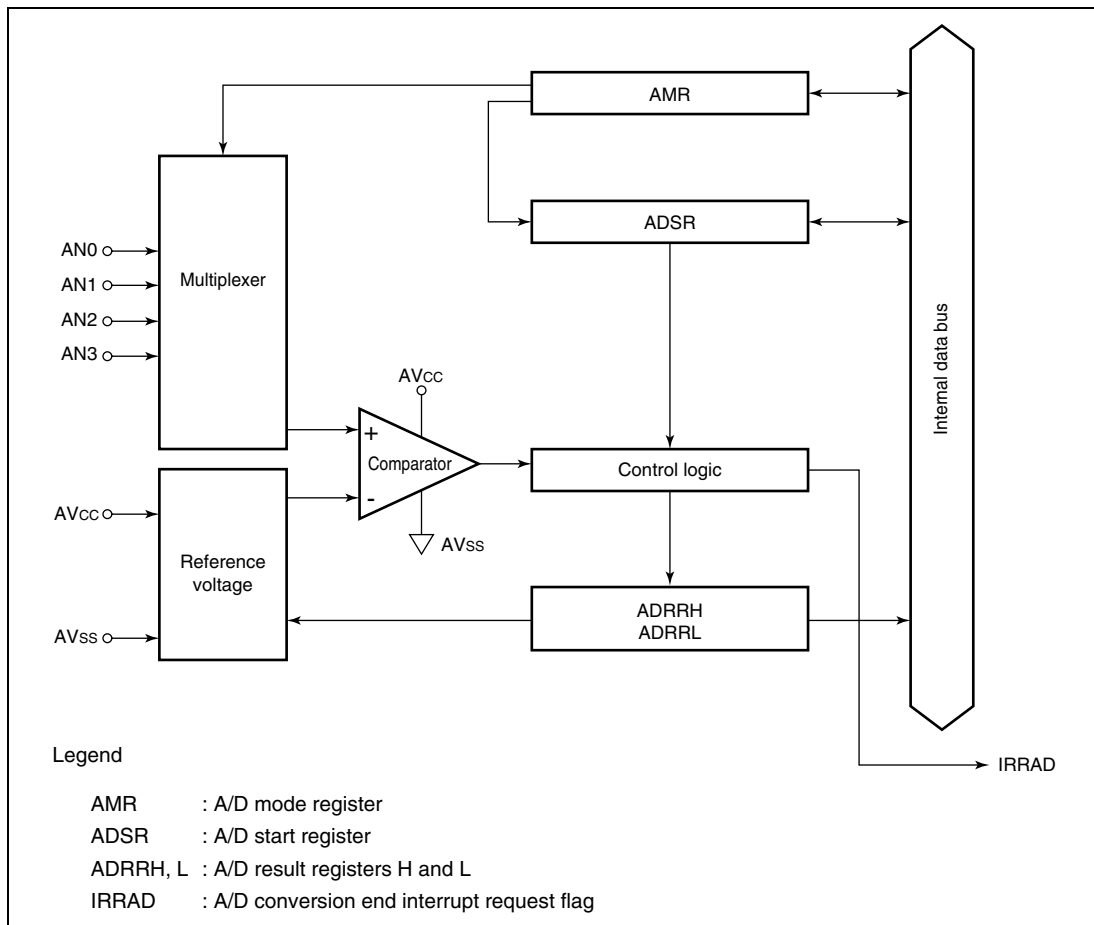 AMR
ADSR
AN0
AN1
AN2
AN3
Multiplexer
Internal data bus
AVCC
+
Comparator
-
Control logic
AVCC
AVSS
Reference
voltage
ADRRH
ADRRL
AVSS
IRRAD
Legend
AMR : A/D mode register
ADSR : A/D start register
ADRRH, L : A/D result registers H and L
IRRAD : A/D conversion end interrupt request flag